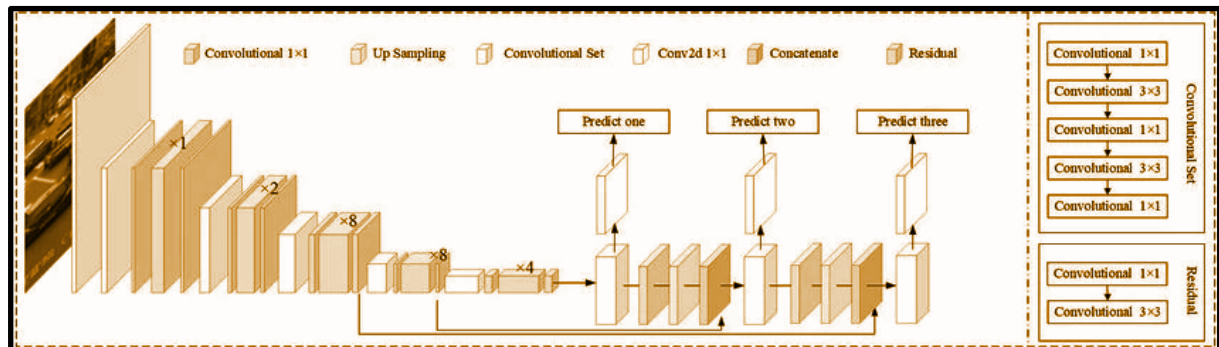 Convolutional 1×1
Up Sampling
Convolutional Set
Conv2d 1×1
Concatenate
Residual
×1
×2
×8
×8
×4
Predict one
Predict two
Predict three
Convolutional 1×1
Convolutional 3×3
Convolutional 1×1
Convolutional 3×3
Convolutional 1×1
Convolutional Set
Convolutional 1×1
Convolutional 3×3
Residual